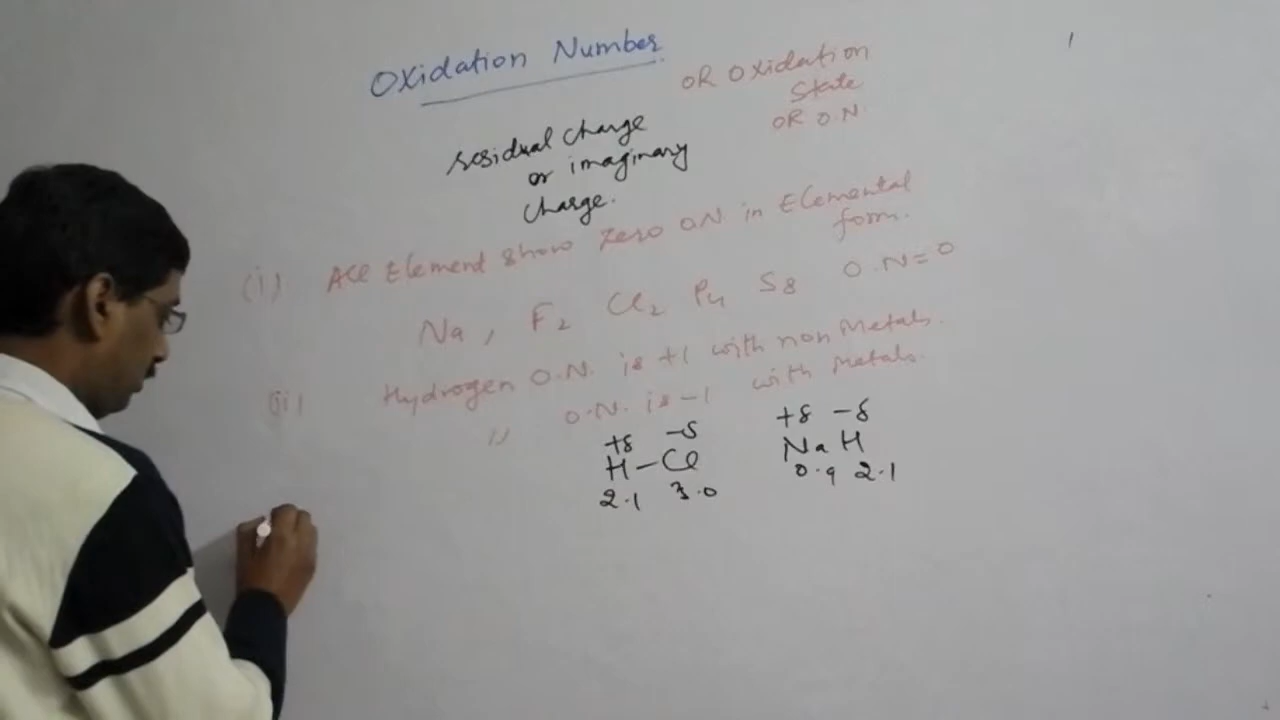 Oxidation Number
OR Oxidation
State
OR O.N.
residual charge
or imaginary
charge.
(i) All Element show zero O.N in Elemental
form.
Na, F2 Cl2 P4 S8 O.N=0
(ii) Hydrogen O.N. is +1 with non Metals.
" O.N. is -1 with Metals.
+δ -δ +δ -δ
H-Cl NaH
2.1 3.0 0.9 2.1